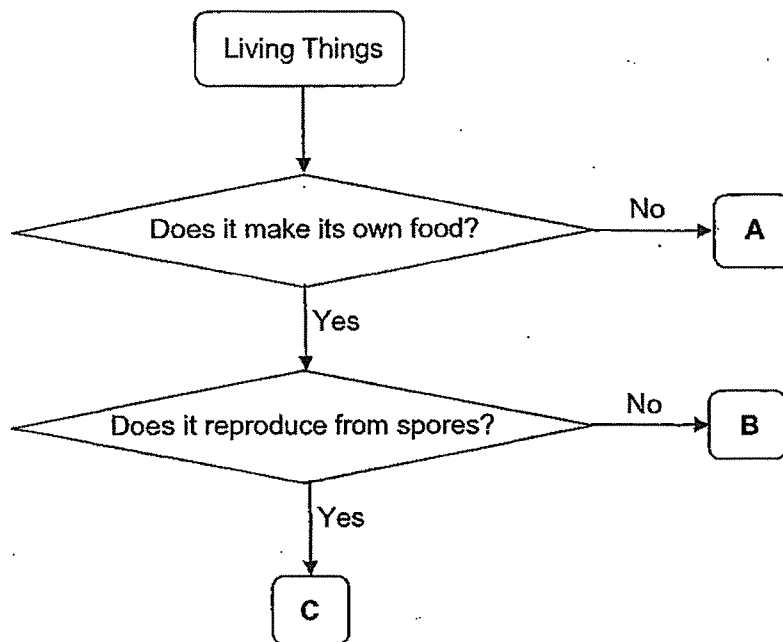 Living Things
Does it make its own food?
No
A
Yes
Does it reproduce from spores?
No
B
Yes
C